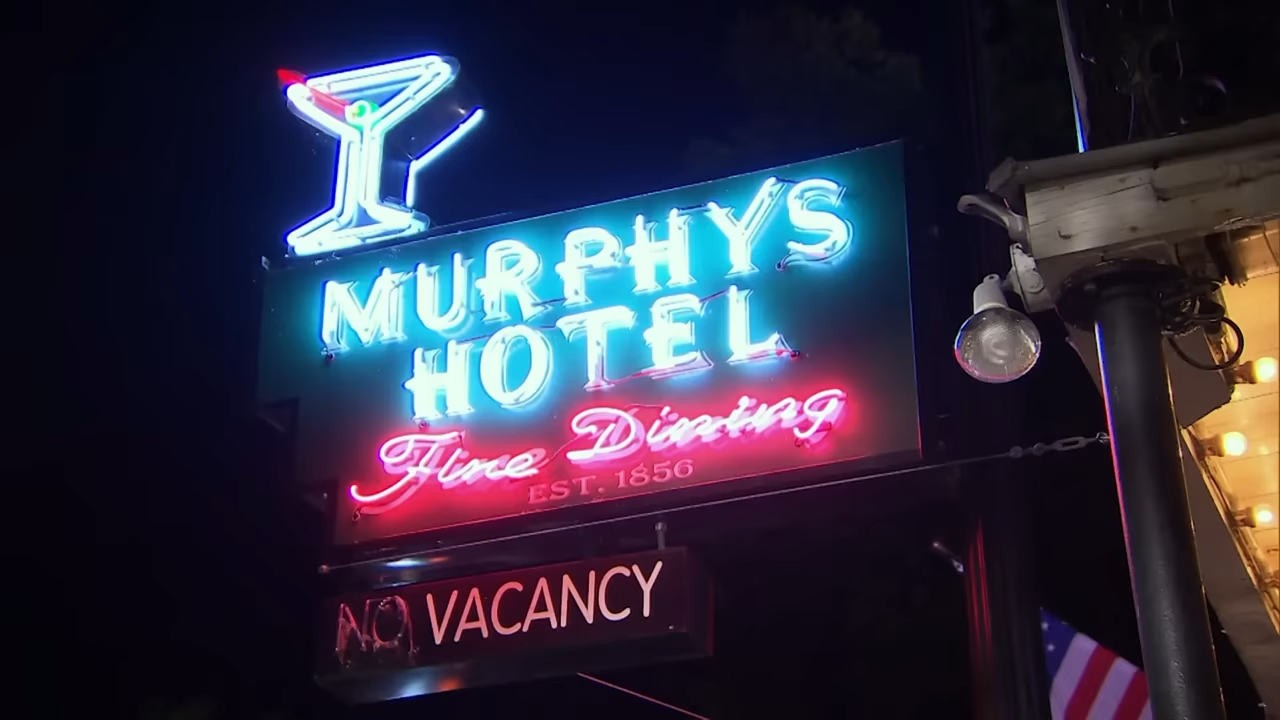 MURPHYS
HOTEL
Fine Dining
EST. 1856
NO VACANCY